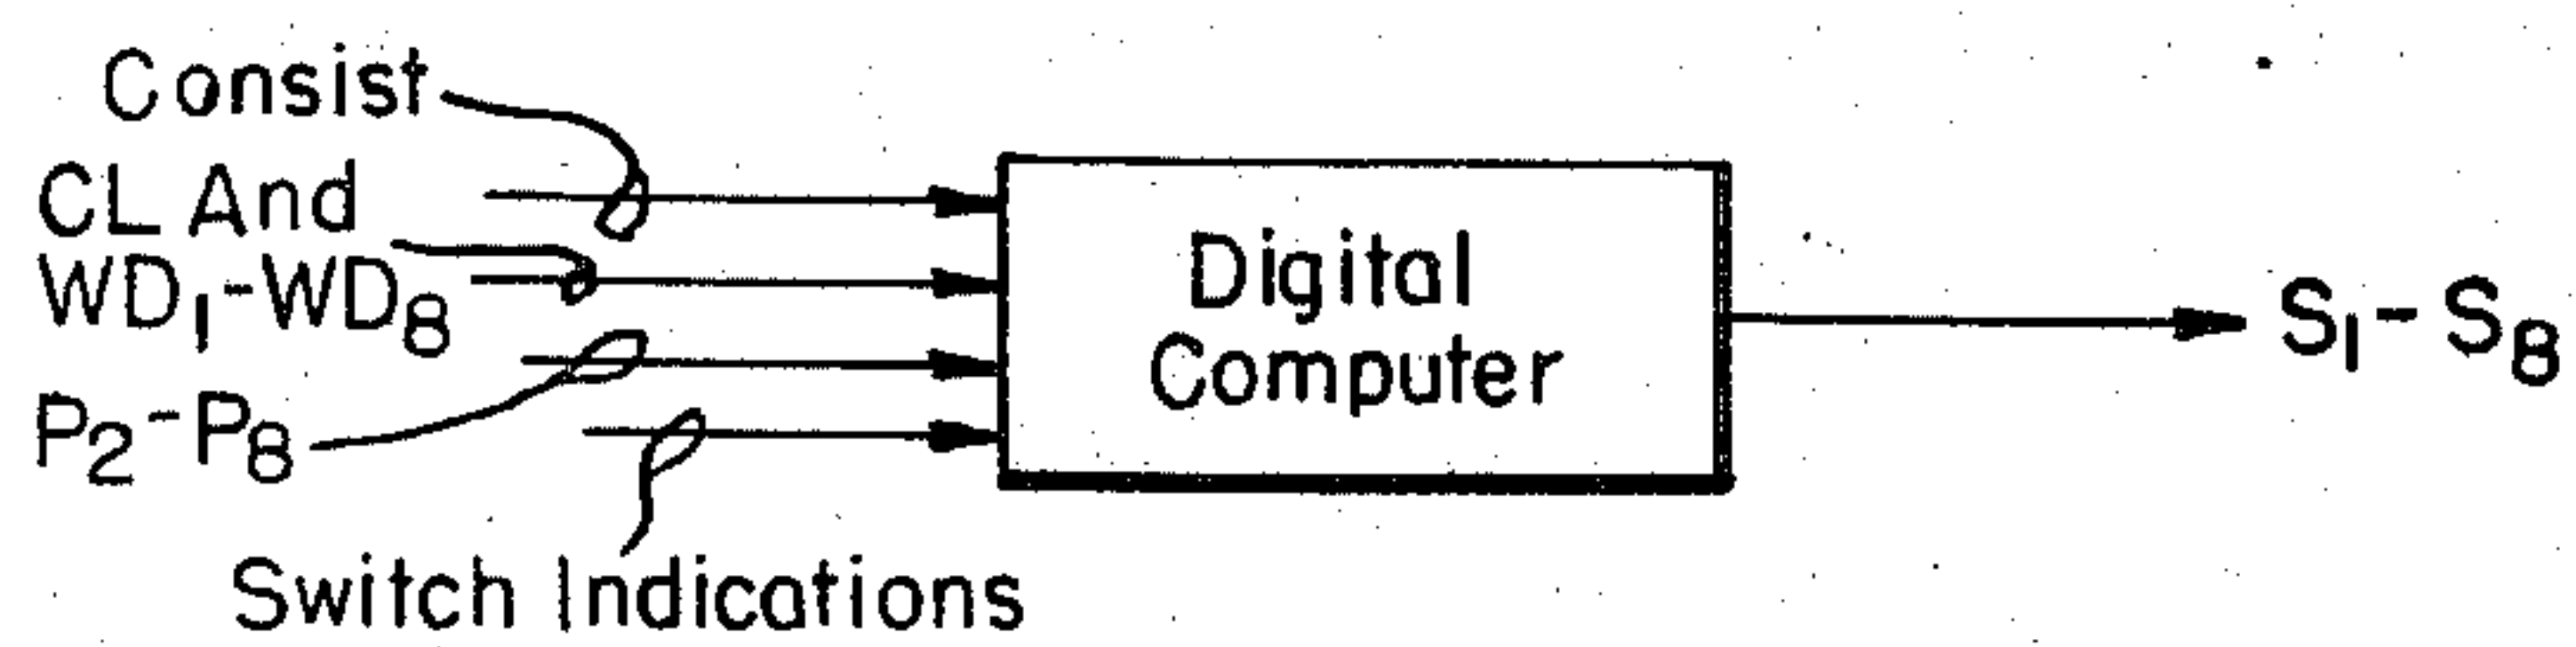 Consist
CL And
WD₁-WD₈
P₂-P₈
Switch Indications
Digital
Computer
S₁-S₈